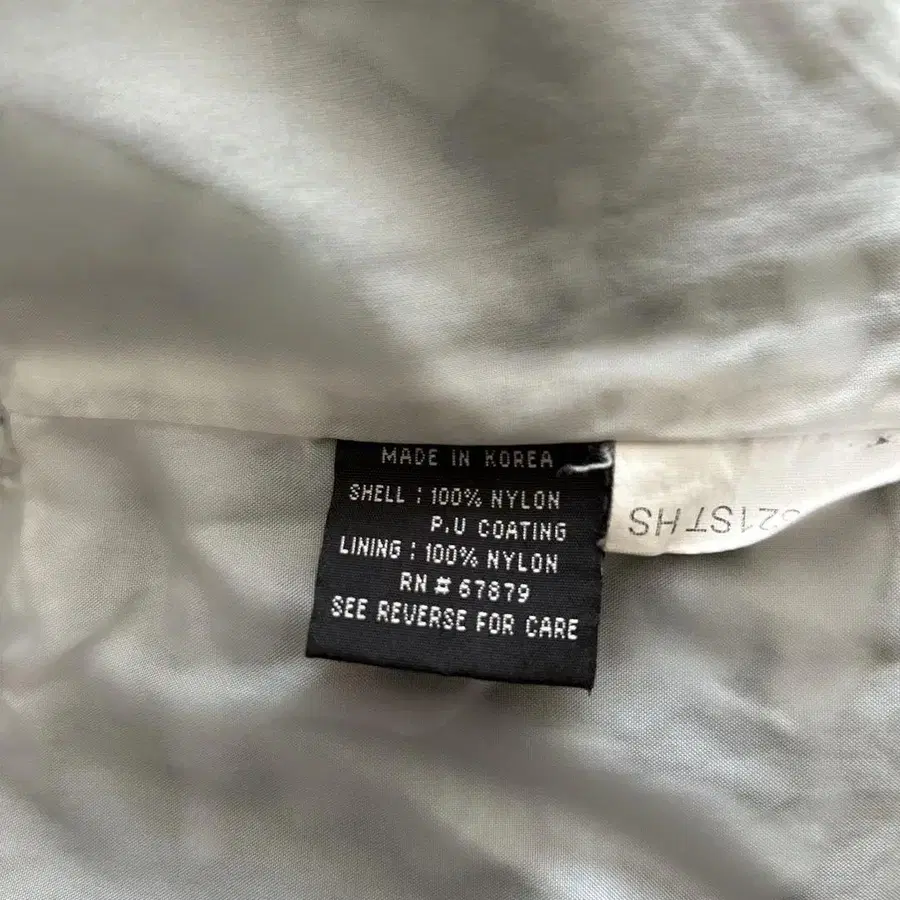 MADE IN KOREA
SHELL : 100% NYLON
P.U COATING
LINING : 100% NYLON
RN # 67879
SEE REVERSE FOR CARE